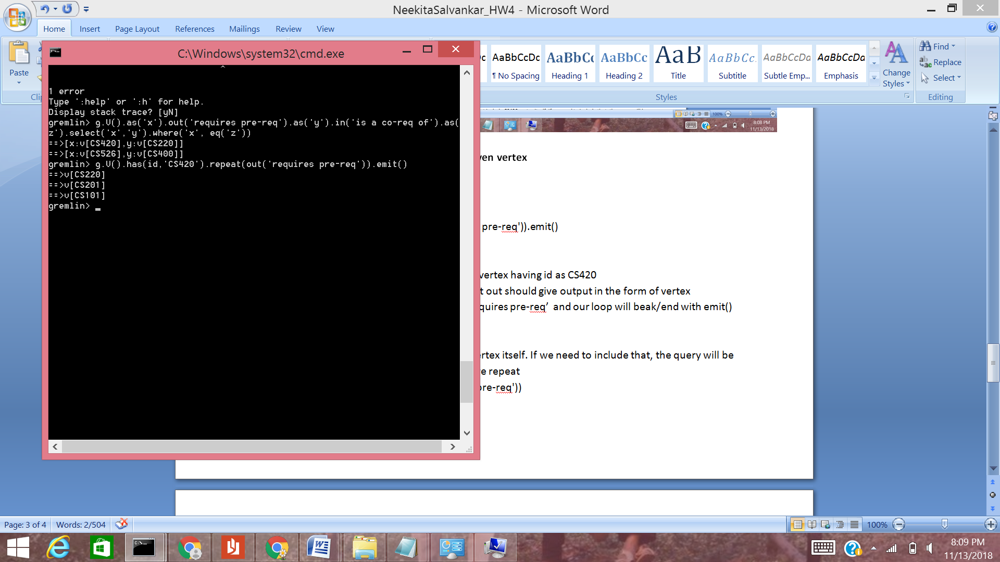 NeekitaSalvankar_HW4 - Microsoft Word
Home Insert Page Layout References Mailings Review View
C:\Windows\system32\cmd.exe
Paste
AaBbCcDc AaBbCc AaBbCc AaB AaBbCc. AaBbCcDa AaBbCcDa
¶ No Spacing Heading 1 Heading 2 Title Subtitle Subtle Emp... Emphasis
Change Styles
Find
Replace
Select
Styles
Editing
1 error
Type ':help' or ':h' for help.
Display stack trace? [yN]
gremlin> g.V().as('x').out('requires pre-req').as('y').in('is a co-req of').as(
z').select('x','y').where('x', eq('z'))
==>[x:v[CS420],y:v[CS220]]
==>[x:v[CS526],y:v[CS400]]
gremlin> g.V().has(id,'CS420').repeat(out('requires pre-req')).emit()
==>v[CS220]
==>v[CS201]
==>v[CS101]
gremlin>
100%
8:08 PM
11/13/2018
ven vertex
pre-req')).emit()
vertex having id as CS420
t out should give output in the form of vertex
quires pre-req’ and our loop will beak/end with emit()
ertex itself. If we need to include that, the query will be
e repeat
pre-req'))
Page: 3 of 4 Words: 2/504
100%
8:09 PM
11/13/2018